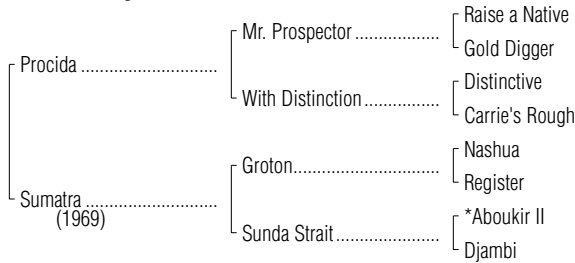 Raise a Native
Mr. Prospector ..................
Gold Digger
Procida .............................
Distinctive
With Distinction ................
Carrie's Rough
Nashua
Groton...............................
Register
Sumatra ............................
(1969)
*Aboukir II
Sunda Strait ......................
Djambi